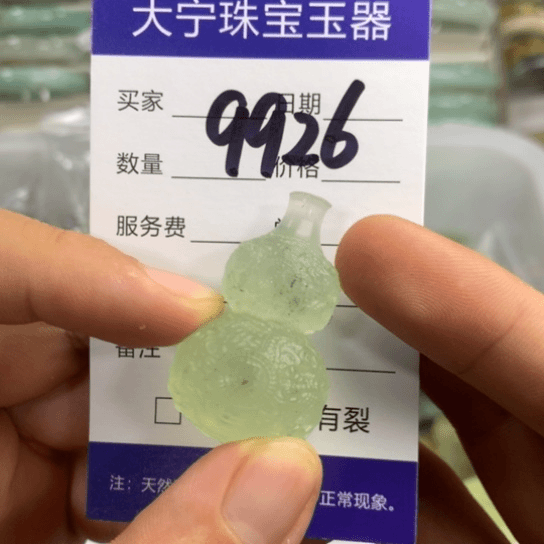 大宁珠宝玉器
9926
买家 日期
数量 价格
服务费
备注
有裂
注：天然 正常现象。